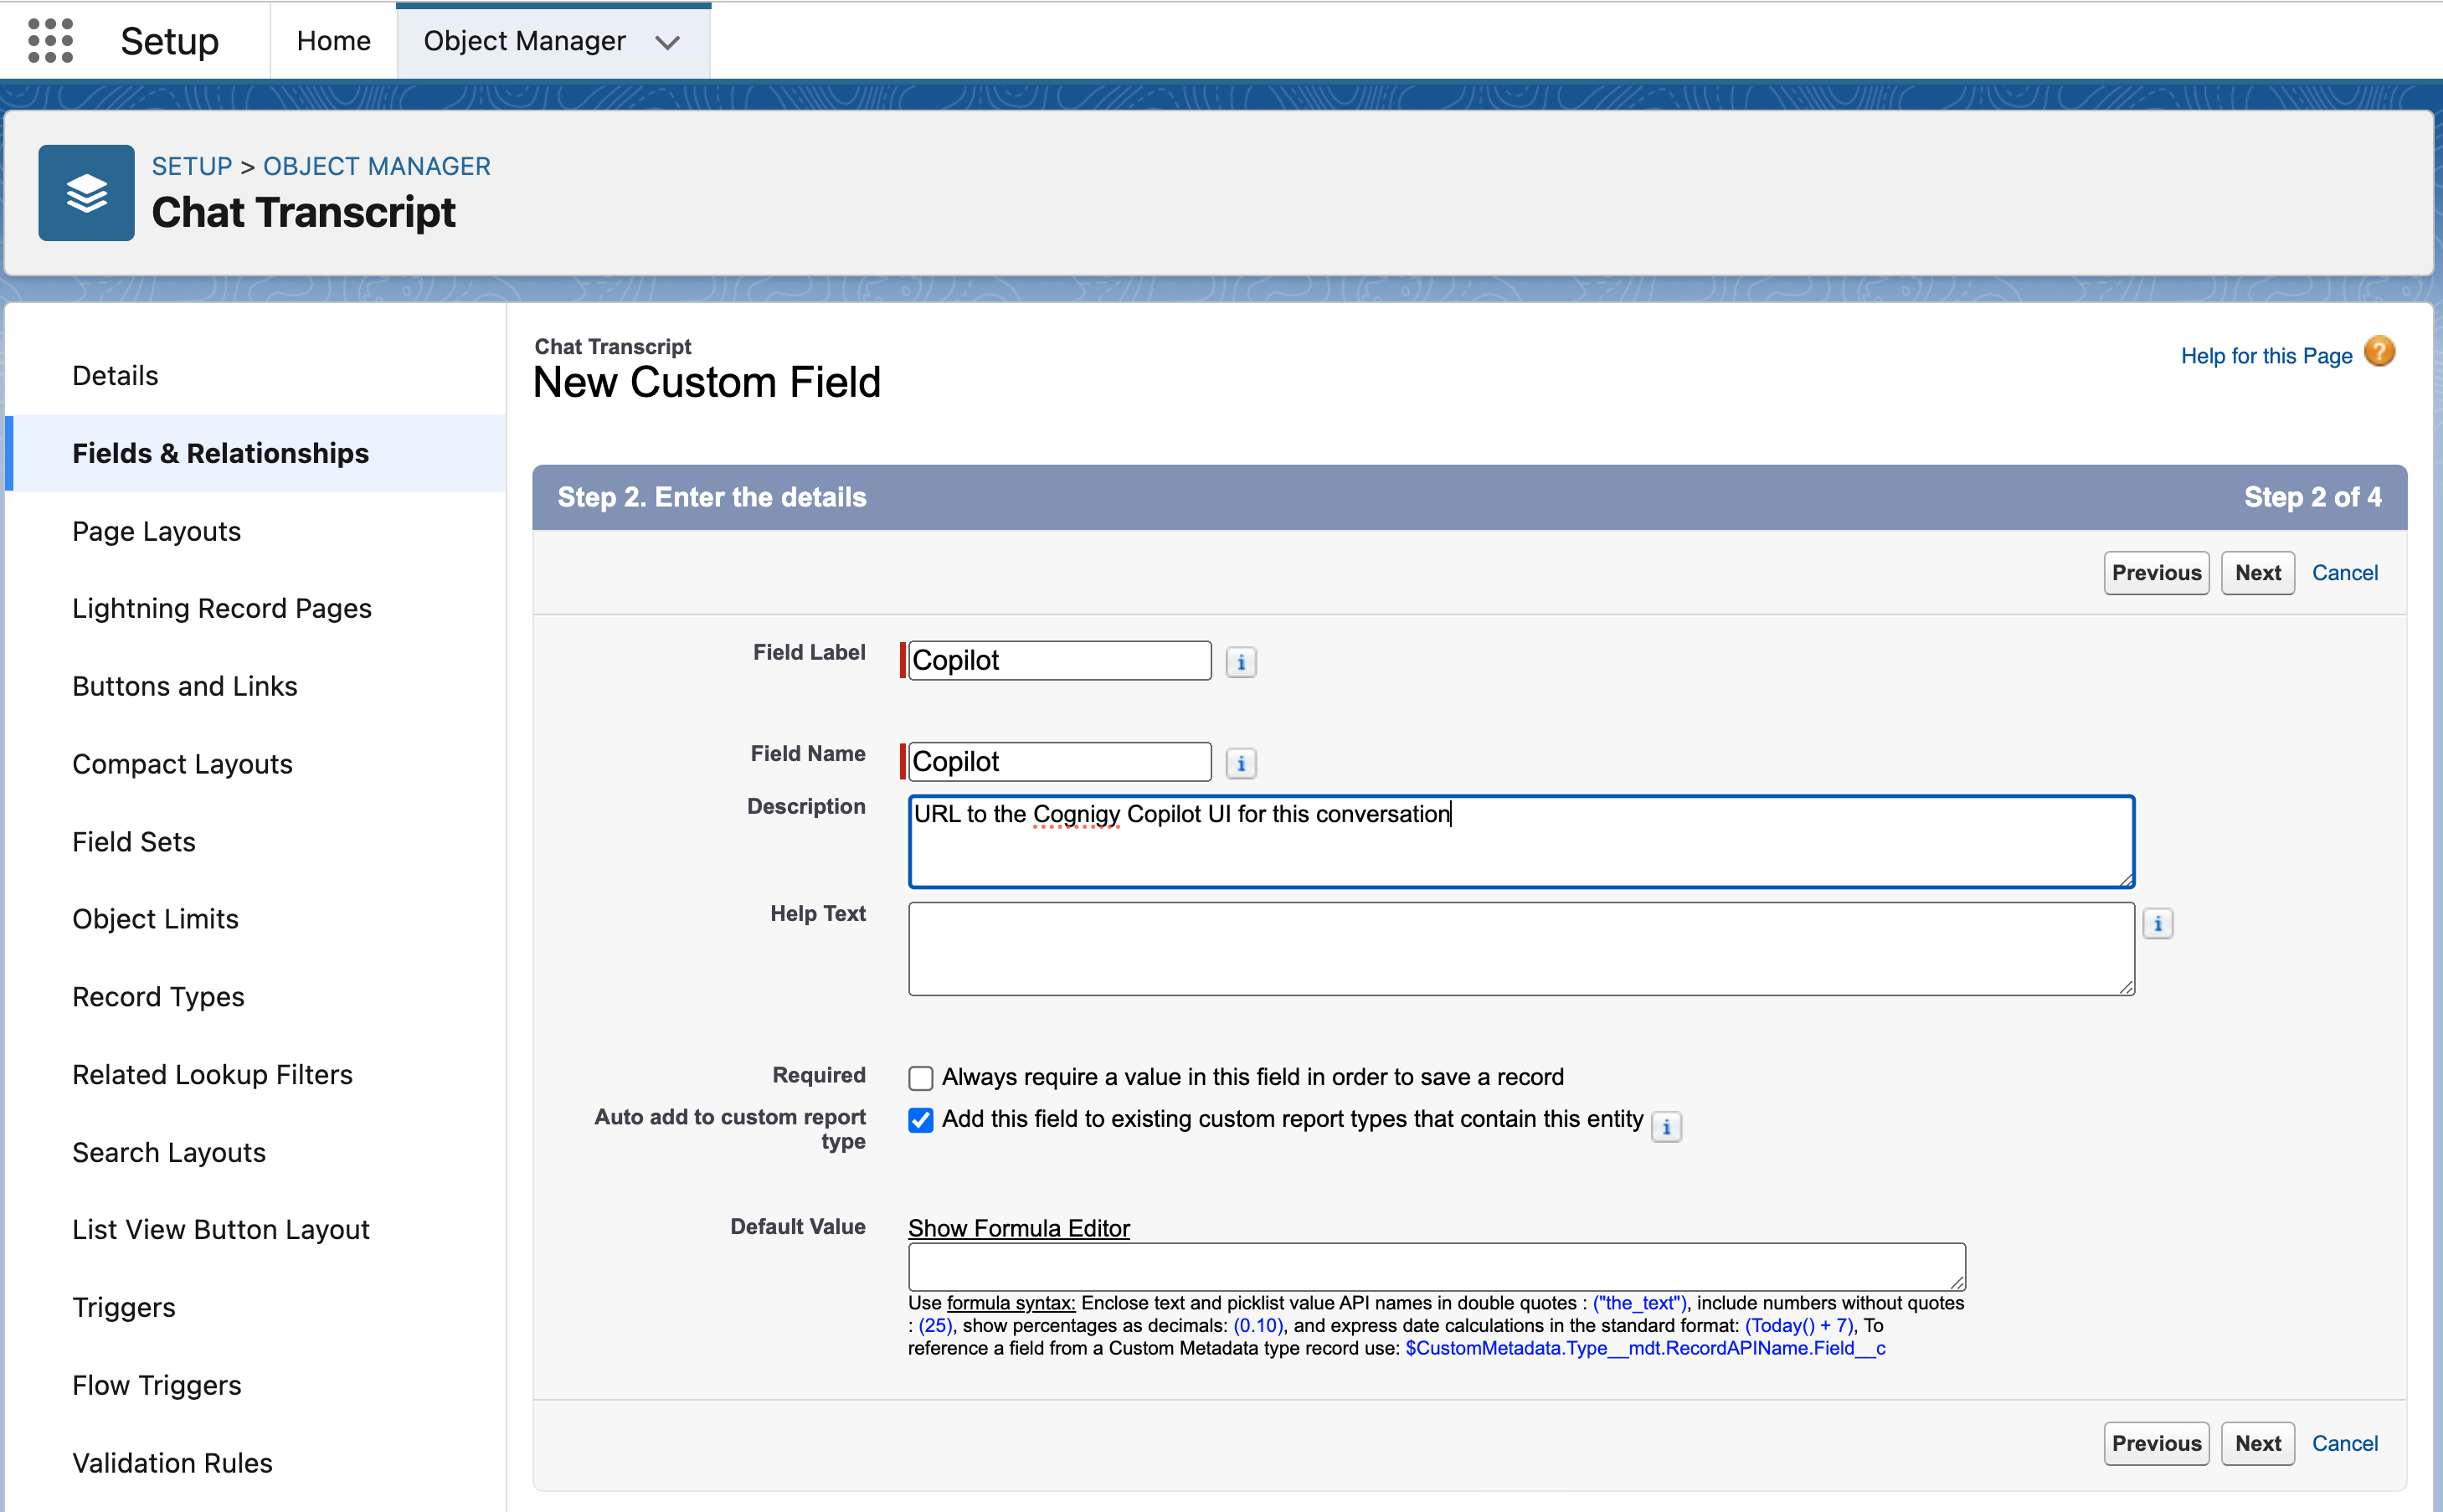 Setup
Home
Object Manager
SETUP > OBJECT MANAGER
Chat Transcript
Details
Fields & Relationships
Page Layouts
Lightning Record Pages
Buttons and Links
Compact Layouts
Field Sets
Object Limits
Record Types
Related Lookup Filters
Search Layouts
List View Button Layout
Triggers
Flow Triggers
Validation Rules
Chat Transcript
New Custom Field
Help for this Page ?
Step 2. Enter the details
Step 2 of 4
Previous Next Cancel
Field Label Copilot i
Field Name Copilot i
Description URL to the Cognigy Copilot UI for this conversation
Help Text i
Required Always require a value in this field in order to save a record
Auto add to custom report
type
Add this field to existing custom report types that contain this entity i
Default Value Show Formula Editor
Use formula syntax: Enclose text and picklist value API names in double quotes : ("the_text"), include numbers without quotes
: (25), show percentages as decimals: (0.10), and express date calculations in the standard format: (Today() + 7), To
reference a field from a Custom Metadata type record use: $CustomMetadata.Type__mdt.RecordAPIName.Field__c
Previous Next Cancel